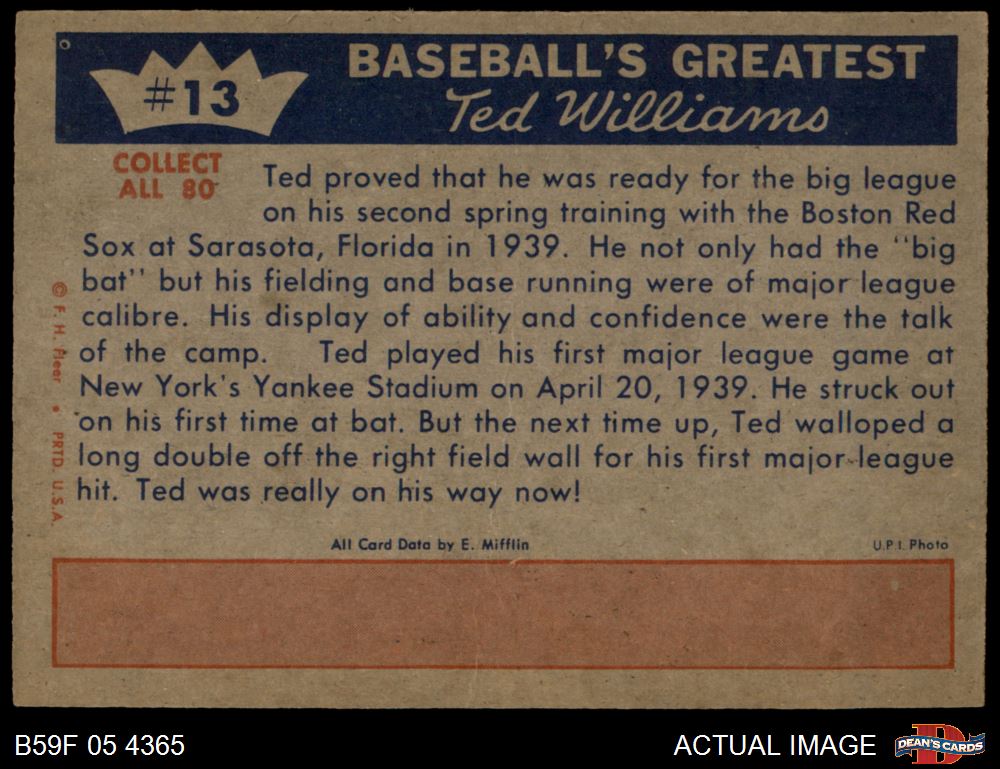 #13
BASEBALL'S GREATEST
Ted Williams
COLLECT
ALL 80
Ted proved that he was ready for the big league
on his second spring training with the Boston Red
Sox at Sarasota, Florida in 1939. He not only had the "big
bat" but his fielding and base running were of major league
calibre. His display of ability and confidence were the talk
of the camp. Ted played his first major league game at
New York's Yankee Stadium on April 20, 1939. He struck out
on his first time at bat. But the next time up, Ted walloped a
long double off the right field wall for his first major-league
hit. Ted was really on his way now!
© F. H. Fleer • PRTD. U.S.A.
All Card Data by E. Mifflin
U.P.I. Photo
B59F 05 4365
ACTUAL IMAGE
DEAN'S CARDS